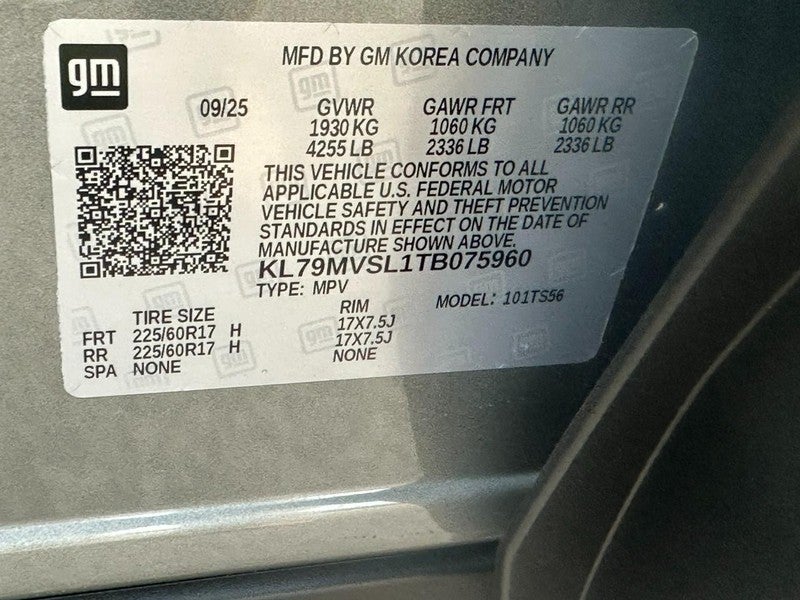 gm
MFD BY GM KOREA COMPANY
09/25 GVWR GAWR FRT GAWR RR
1930 KG 1060 KG 1060 KG
4255 LB 2336 LB 2336 LB
THIS VEHICLE CONFORMS TO ALL
APPLICABLE U.S. FEDERAL MOTOR
VEHICLE SAFETY AND THEFT PREVENTION
STANDARDS IN EFFECT ON THE DATE OF
MANUFACTURE SHOWN ABOVE.
KL79MVSL1TB075960
TYPE: MPV MODEL: 101TS56
TIRE SIZE RIM
FRT 225/60R17 H 17X7.5J
RR 225/60R17 H 17X7.5J
SPA NONE NONE